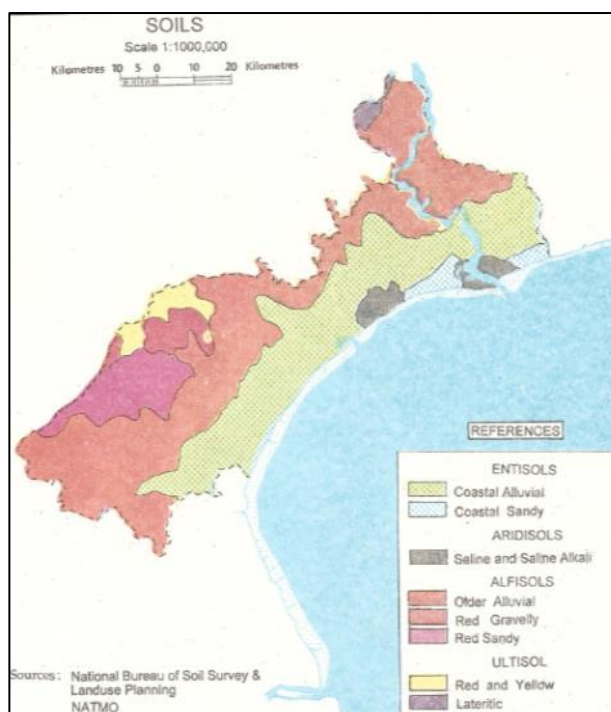 SOILS
Scale 1:1000,000
Kilometres 10 5 0 10 20 Kilometres
REFERENCES
ENTISOLS
Coastal Alluvial
Coastal Sandy
ARIDISOLS
Saline and Saline Alkali
ALFISOLS
Older Alluvial
Red Gravelly
Red Sandy
ULTISOL
Red and Yellow
Lateritic
Sources: National Bureau of Soil Survey &
Landuse Planning
NATMO